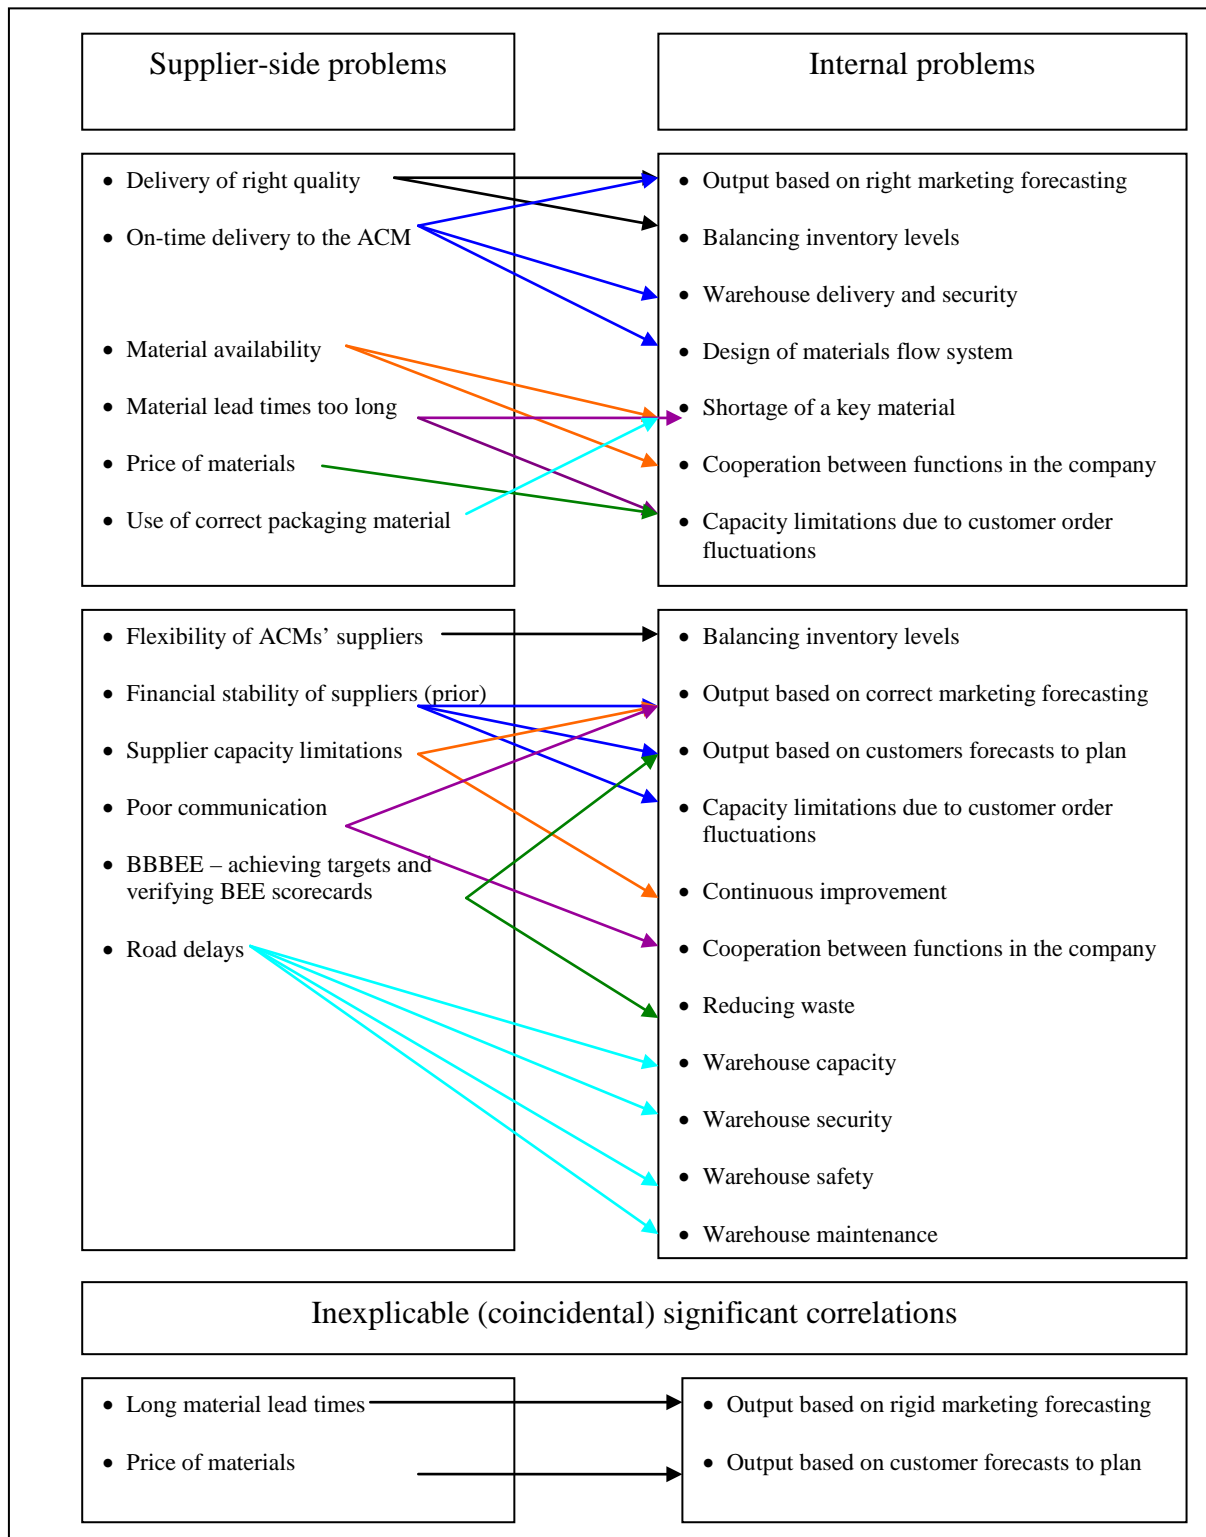 Supplier-side problems
Internal problems
• Delivery of right quality
• On-time delivery to the ACM
• Material availability
• Material lead times too long
• Price of materials
• Use of correct packaging material
• Output based on right marketing forecasting
• Balancing inventory levels
• Warehouse delivery and security
• Design of materials flow system
• Shortage of a key material
• Cooperation between functions in the company
• Capacity limitations due to customer order
fluctuations
• Flexibility of ACMs’ suppliers
• Financial stability of suppliers (prior)
• Supplier capacity limitations
• Poor communication
• BBBEE – achieving targets and
verifying BEE scorecards
• Road delays
• Balancing inventory levels
• Output based on correct marketing forecasting
• Output based on customers forecasts to plan
• Capacity limitations due to customer order
fluctuations
• Continuous improvement
• Cooperation between functions in the company
• Reducing waste
• Warehouse capacity
• Warehouse security
• Warehouse safety
• Warehouse maintenance
Inexplicable (coincidental) significant correlations
• Long material lead times
• Price of materials
• Output based on rigid marketing forecasting
• Output based on customer forecasts to plan